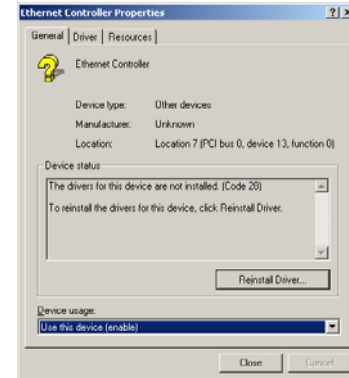 Ethernet Controller Properties
General Driver Resources
Ethernet Controller
Device type: Other devices
Manufacturer: Unknown
Location: Location 7 (PCI bus 0, device 13, function 0)
Device status
The drivers for this device are not installed. (Code 28)
To reinstall the drivers for this device, click Reinstall Driver.
Reinstall Driver...
Device usage:
Use this device (enable)
Close Cancel